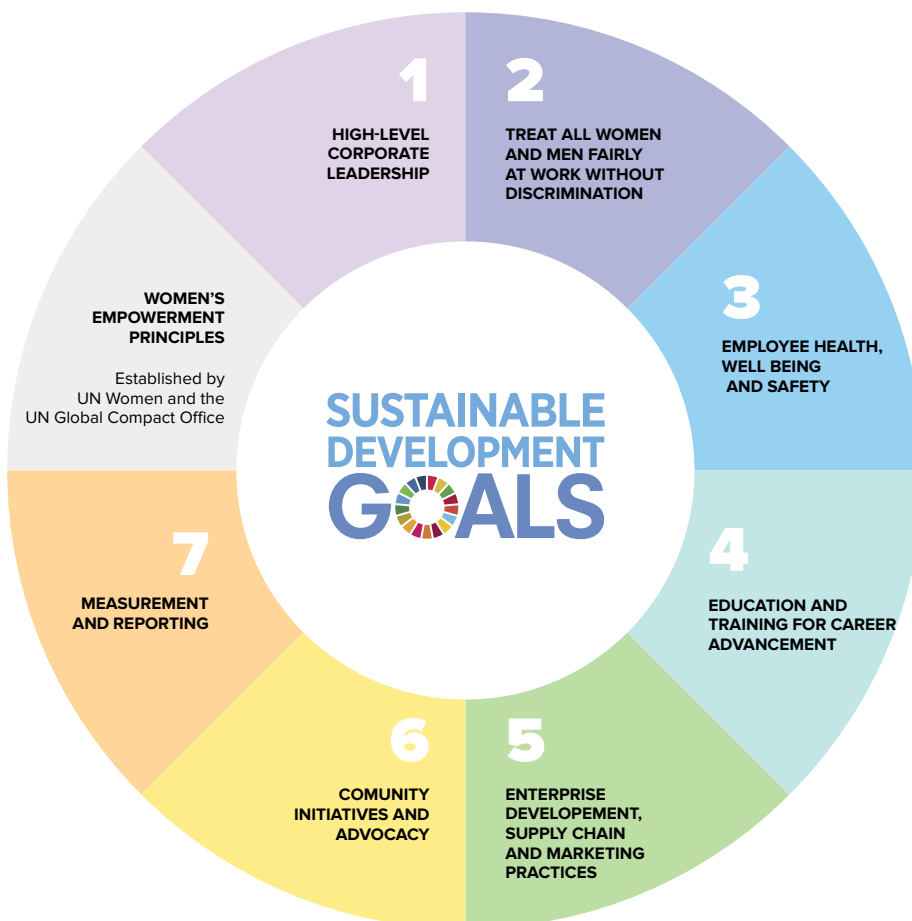 1
HIGH-LEVEL
CORPORATE
LEADERSHIP
2
TREAT ALL WOMEN
AND MEN FAIRLY
AT WORK WITHOUT
DISCRIMINATION
3
EMPLOYEE HEALTH,
WELL BEING
AND SAFETY
4
EDUCATION AND
TRAINING FOR CAREER
ADVANCEMENT
5
ENTERPRISE
DEVELOPEMENT,
SUPPLY CHAIN
AND MARKETING
PRACTICES
6
COMUNITY
INITIATIVES AND
ADVOCACY
7
MEASUREMENT
AND REPORTING
WOMEN’S
EMPOWERMENT
PRINCIPLES
Established by
UN Women and the
UN Global Compact Office
SUSTAINABLE
DEVELOPMENT
GOALS